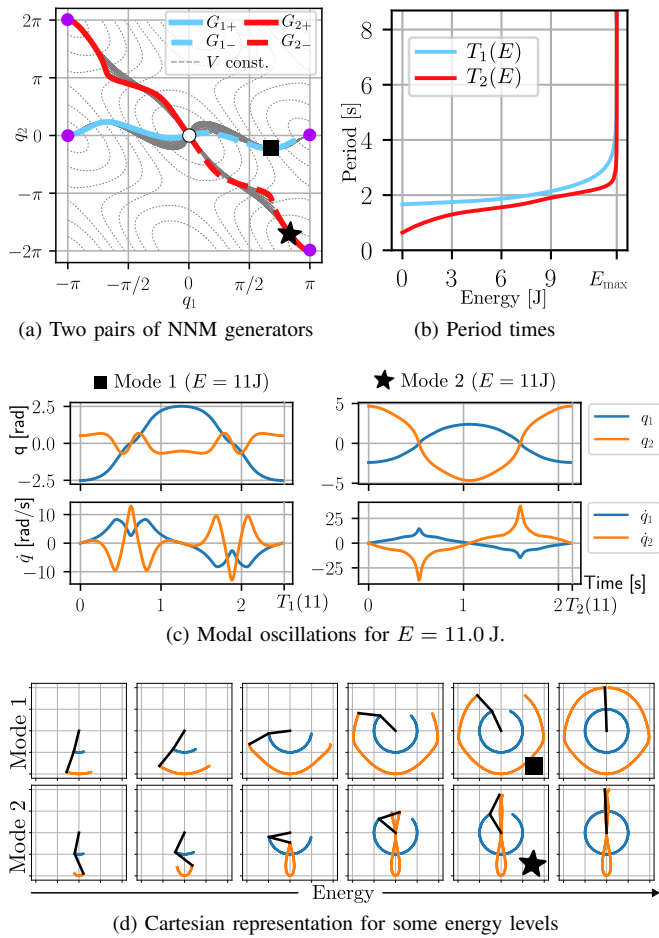 2π
π
0
−π
−2π
q₂
G₁₊ G₂₊
G₁₋ G₂₋
V const.
−π −π/2 0 π/2 π
q₁
(a) Two pairs of NNM generators
8
6
4
2
0
Period [s]
T₁(E)
T₂(E)
0 3 6 9 E_max
Energy [J]
(b) Period times
Mode 1 (E = 11J)
Mode 2 (E = 11J)
q [rad]
2.5
0.0
−2.5
5
0
−5
q₁
q₂
q̇ [rad/s]
10
0
−10
25
0
−25
q̇₁
q̇₂
0 1 2 T₁(11)
0 1 2 T₂(11)
Time [s]
(c) Modal oscillations for E = 11.0 J.
Mode 1
Mode 2
Energy
(d) Cartesian representation for some energy levels